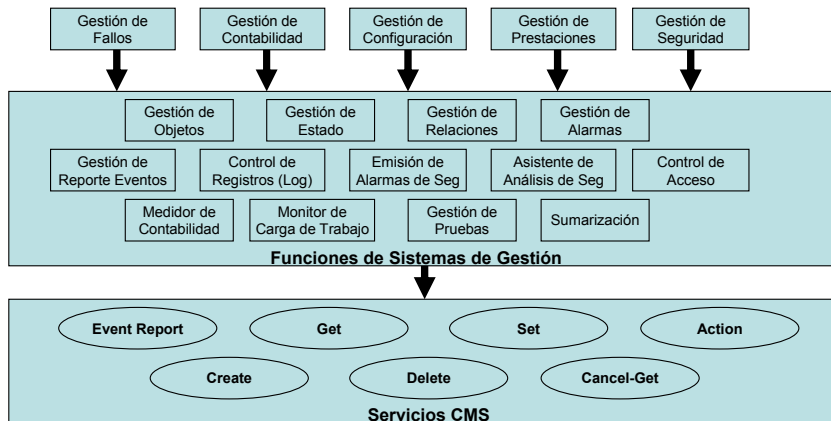 Gestión de
Fallos
Gestión de
Contabilidad
Gestión de
Configuración
Gestión de
Prestaciones
Gestión de
Seguridad
Gestión de
Objetos
Gestión de
Estado
Gestión de
Relaciones
Gestión de
Alarmas
Gestión de
Reporte Eventos
Control de
Registros (Log)
Emisión de
Alarmas de Seg
Asistente de
Análisis de Seg
Control de
Acceso
Medidor de
Contabilidad
Monitor de
Carga de Trabajo
Gestión de
Pruebas
Sumarización
Funciones de Sistemas de Gestión
Event Report
Get
Set
Action
Create
Delete
Cancel-Get
Servicios CMS